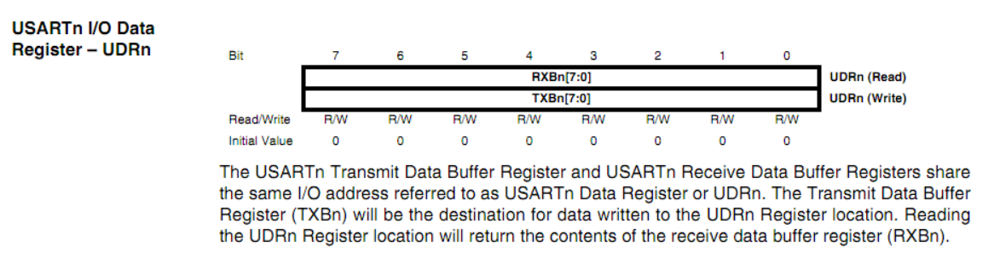 USARTn I/O Data
Register – UDRn
Bit 7 6 5 4 3 2 1 0
RXBn[7:0] UDRn (Read)
TXBn[7:0] UDRn (Write)
Read/Write R/W R/W R/W R/W R/W R/W R/W R/W
Initial Value 0 0 0 0 0 0 0 0
The USARTn Transmit Data Buffer Register and USARTn Receive Data Buffer Registers share
the same I/O address referred to as USARTn Data Register or UDRn. The Transmit Data Buffer
Register (TXBn) will be the destination for data written to the UDRn Register location. Reading
the UDRn Register location will return the contents of the receive data buffer register (RXBn).